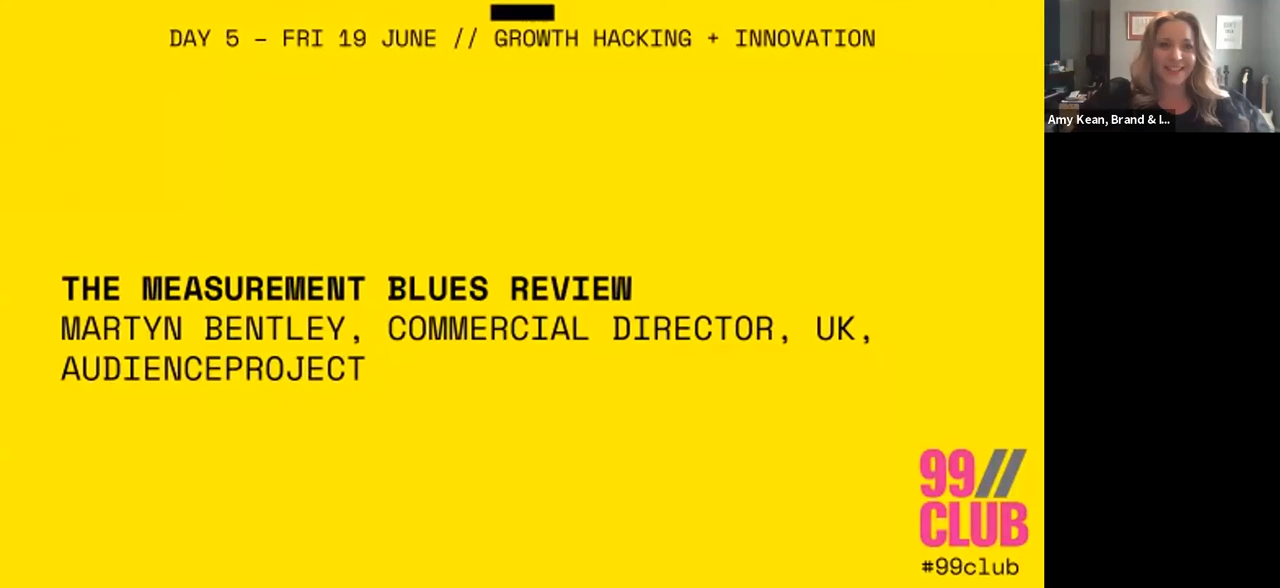 DAY 5 – FRI 19 JUNE // GROWTH HACKING + INNOVATION
Amy Kean, Brand & I...
THE MEASUREMENT BLUES REVIEW
MARTYN BENTLEY, COMMERCIAL DIRECTOR, UK,
AUDIENCEPROJECT
99//
CLUB
#99club